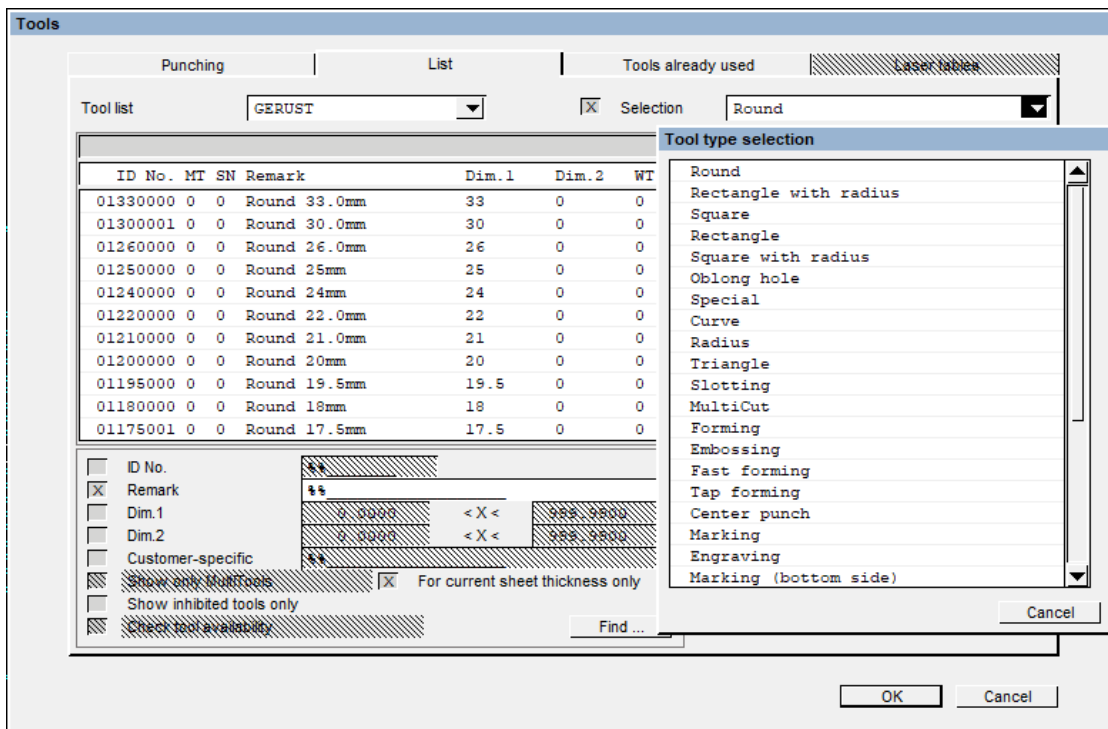 Tools
Punching List Tools already used Laser tables
Tool list GERUST X Selection Round
Tool type selection
ID No. MT SN Remark Dim.1 Dim.2 WT
01330000 0 0 Round 33.0mm 33 0 0
01300001 0 0 Round 30.0mm 30 0 0
01260000 0 0 Round 26.0mm 26 0 0
01250000 0 0 Round 25mm 25 0 0
01240000 0 0 Round 24mm 24 0 0
01220000 0 0 Round 22.0mm 22 0 0
01210000 0 0 Round 21.0mm 21 0 0
01200000 0 0 Round 20mm 20 0 0
01195000 0 0 Round 19.5mm 19.5 0 0
01180000 0 0 Round 18mm 18 0 0
01175001 0 0 Round 17.5mm 17.5 0 0
Round
Rectangle with radius
Square
Rectangle
Square with radius
Oblong hole
Special
Curve
Radius
Triangle
Slotting
MultiCut
Forming
Embossing
Fast forming
Tap forming
Center punch
Marking
Engraving
Marking (bottom side)
Cancel
ID No. %%_________
X Remark %%___________________
Dim.1 0.0000 < X < 999.9900
Dim.2 0.0000 < X < 999.9900
Customer-specific %%___________________
Show only MultiTools X For current sheet thickness only
Show inhibited tools only
Check tool availability Find ...
OK Cancel